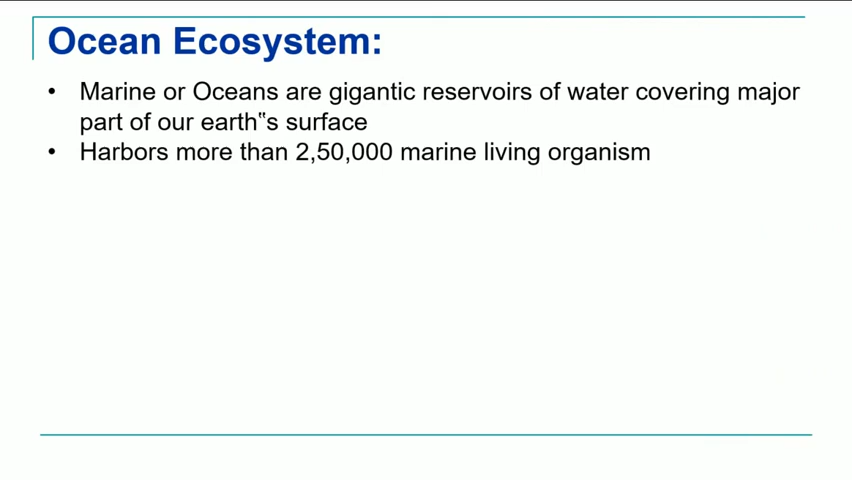 Ocean Ecosystem:
• Marine or Oceans are gigantic reservoirs of water covering major
part of our earth‟s surface
• Harbors more than 2,50,000 marine living organism